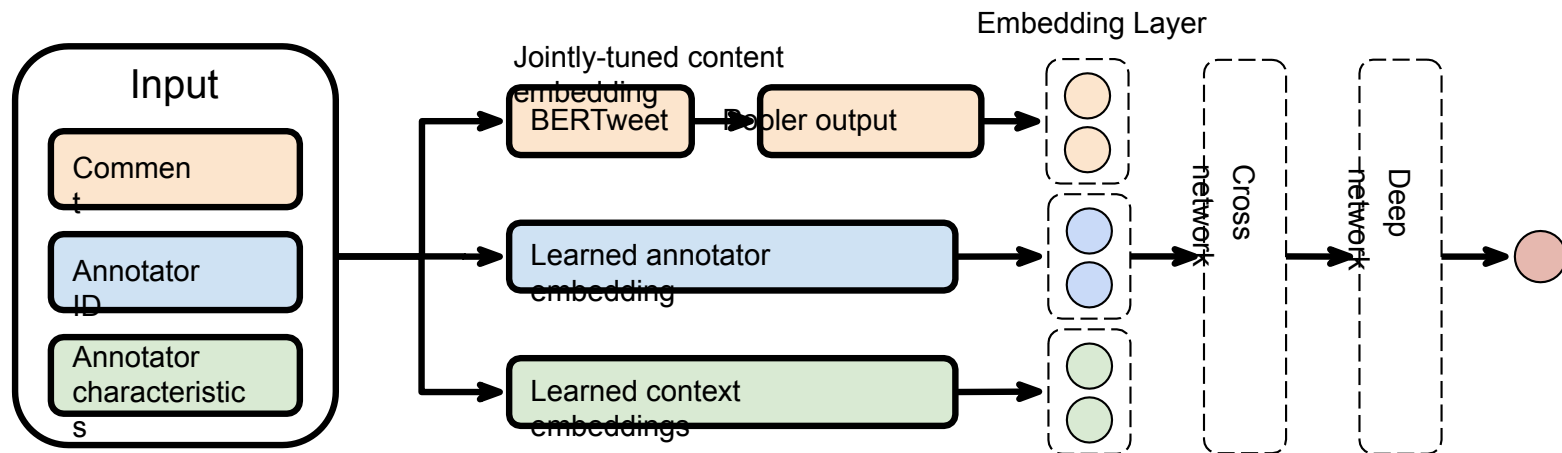 Input
Commen
t
Annotator
ID
Annotator
characteristic
s
Jointly-tuned content
embedding
BERTweet
Pooler output
Learned annotator
embedding
Learned context
embeddings
Embedding Layer
Cross
network
Deep
network